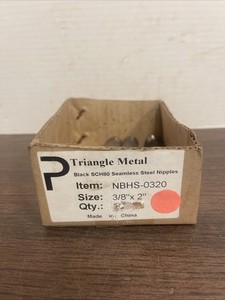 P
Triangle Metal
Black SCH80 Seamless Steel Nipples
Item: NBHS-0320
Size: 3/8"x 2"
Qty.:
Made in China